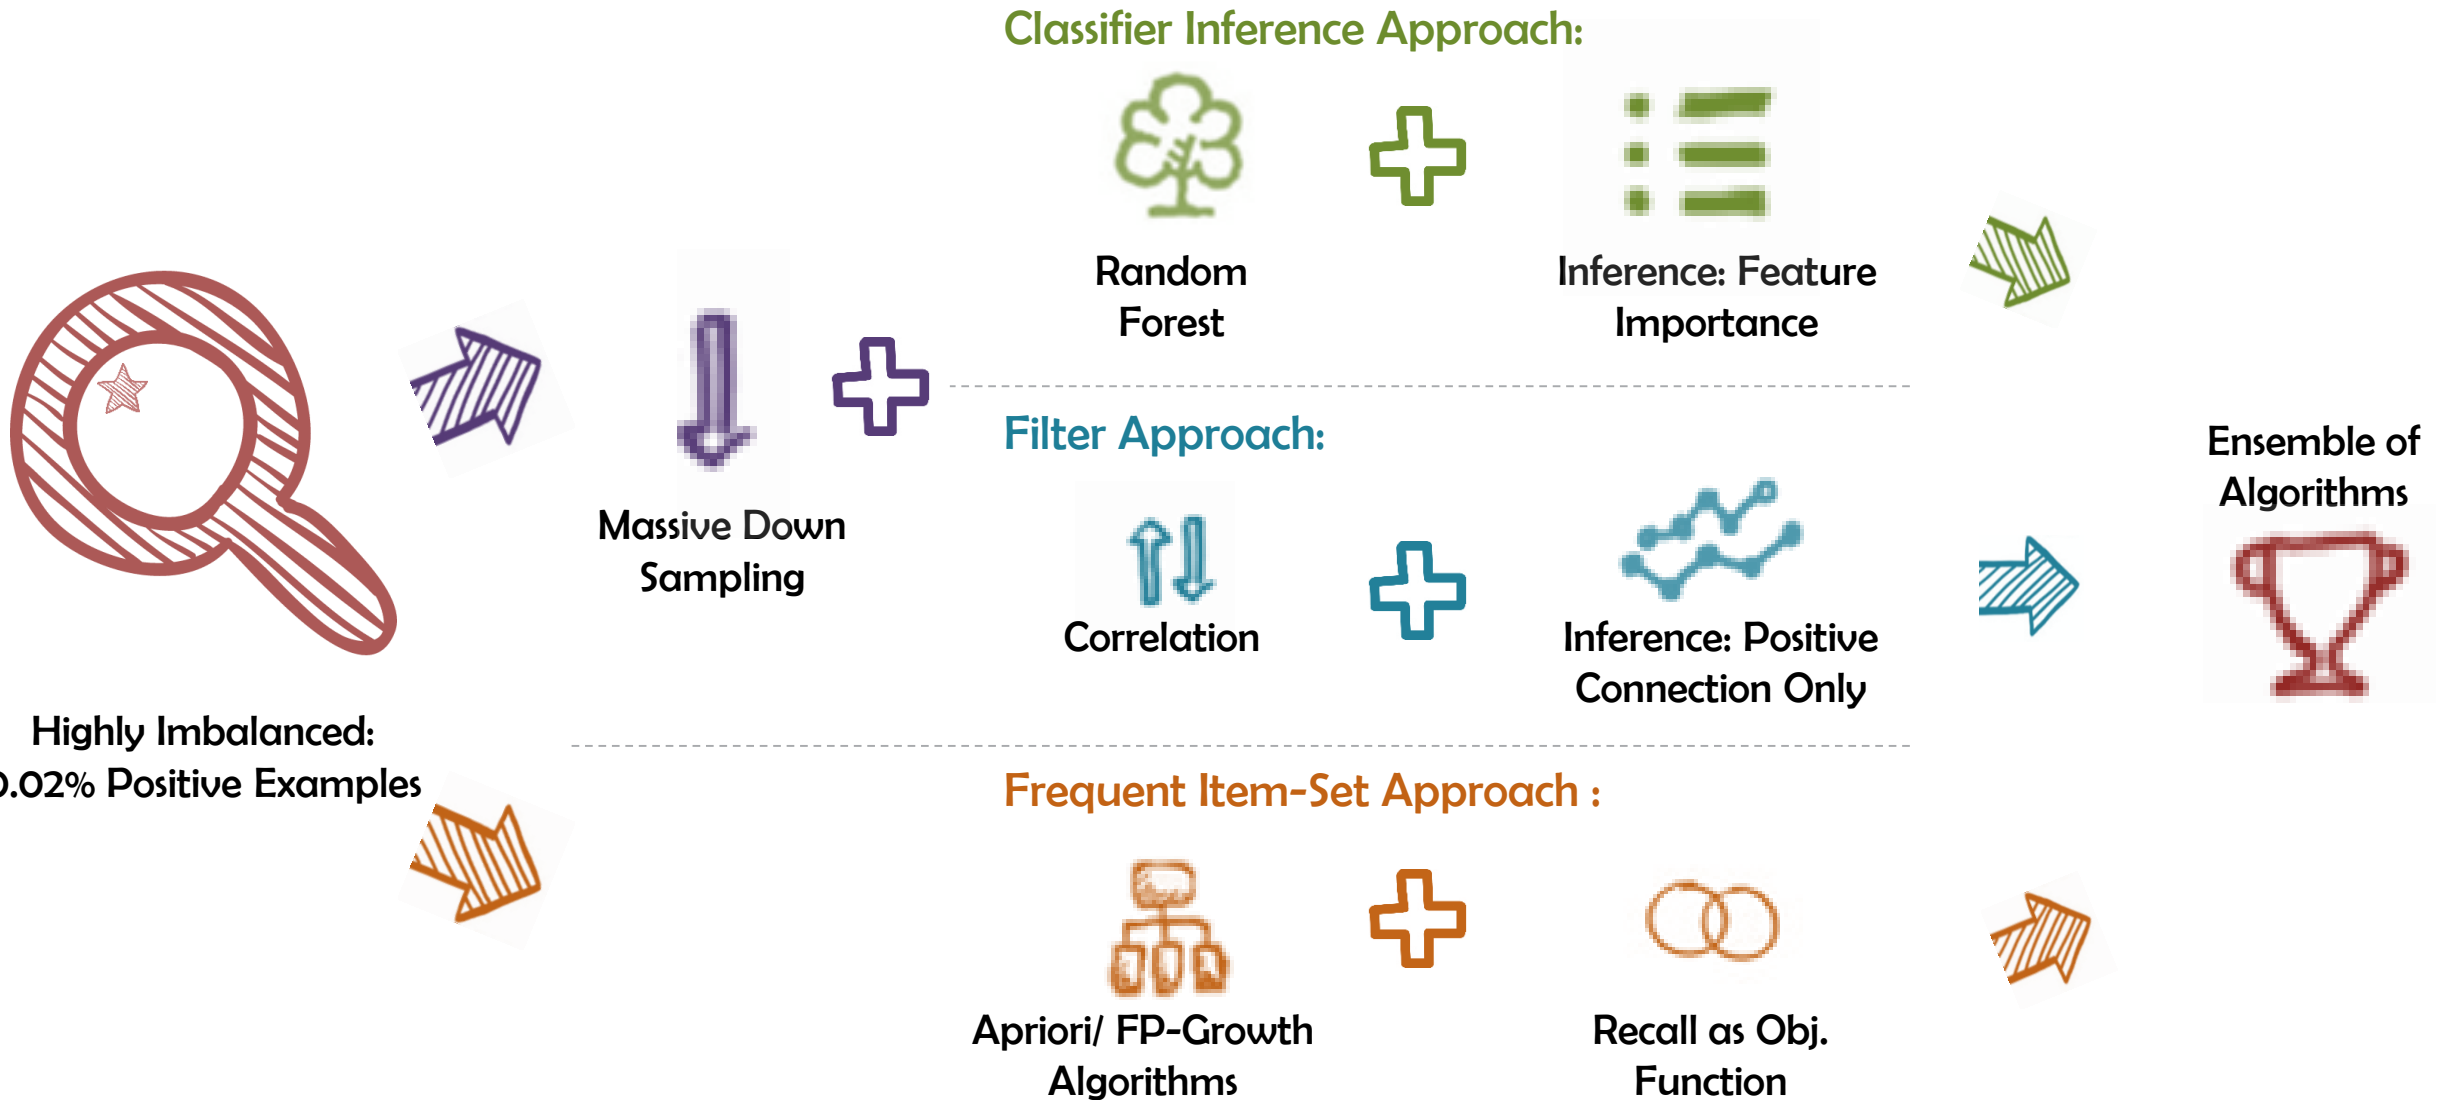 Classifier Inference Approach:
Random
Forest
Inference: Feature
Importance
Massive Down
Sampling
Filter Approach:
Correlation
Inference: Positive
Connection Only
Ensemble of
Algorithms
Highly Imbalanced:
0.02% Positive Examples
Frequent Item-Set Approach :
Apriori/ FP-Growth
Algorithms
Recall as Obj.
Function